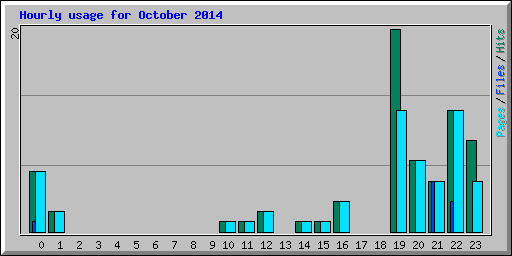 Hourly usage for October 2014
20
Pages/Files/Hits
0 1 2 3 4 5 6 7 8 9 10 11 12 13 14 15 16 17 18 19 20 21 22 23